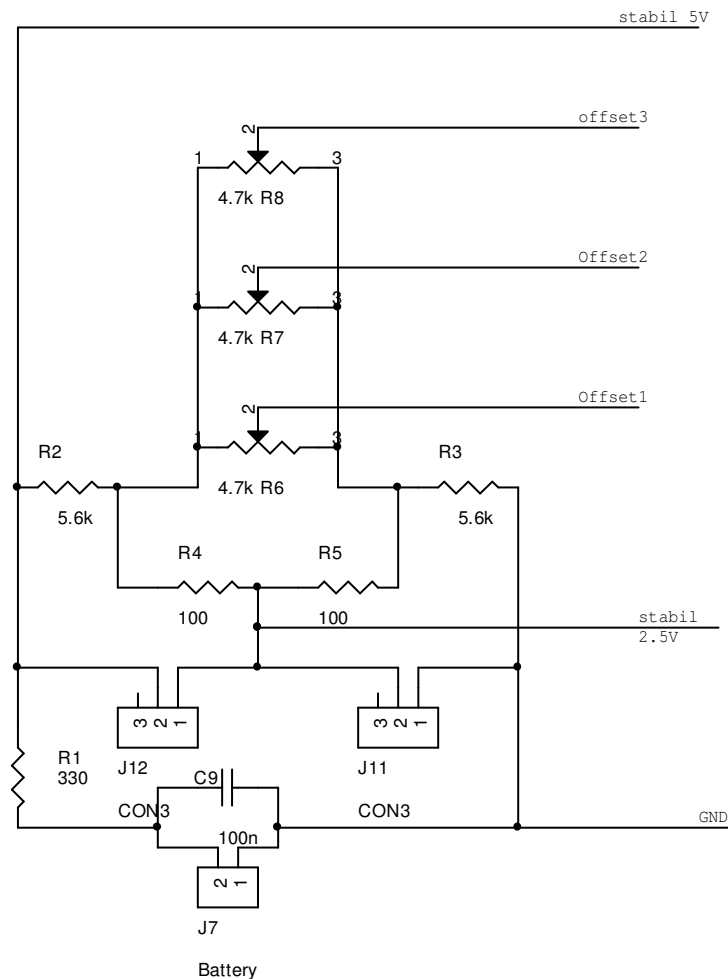 stabil 5V
offset3
2
1
3
4.7k R8
Offset2
2
1
3
4.7k R7
Offset1
2
1
3
4.7k R6
R2
R3
5.6k
5.6k
R4
R5
100
100
stabil
2.5V
3
2
1
3
2
1
R1
330
J12
J11
C9
CON3
CON3
100n
GND
2
1
J7
Battery